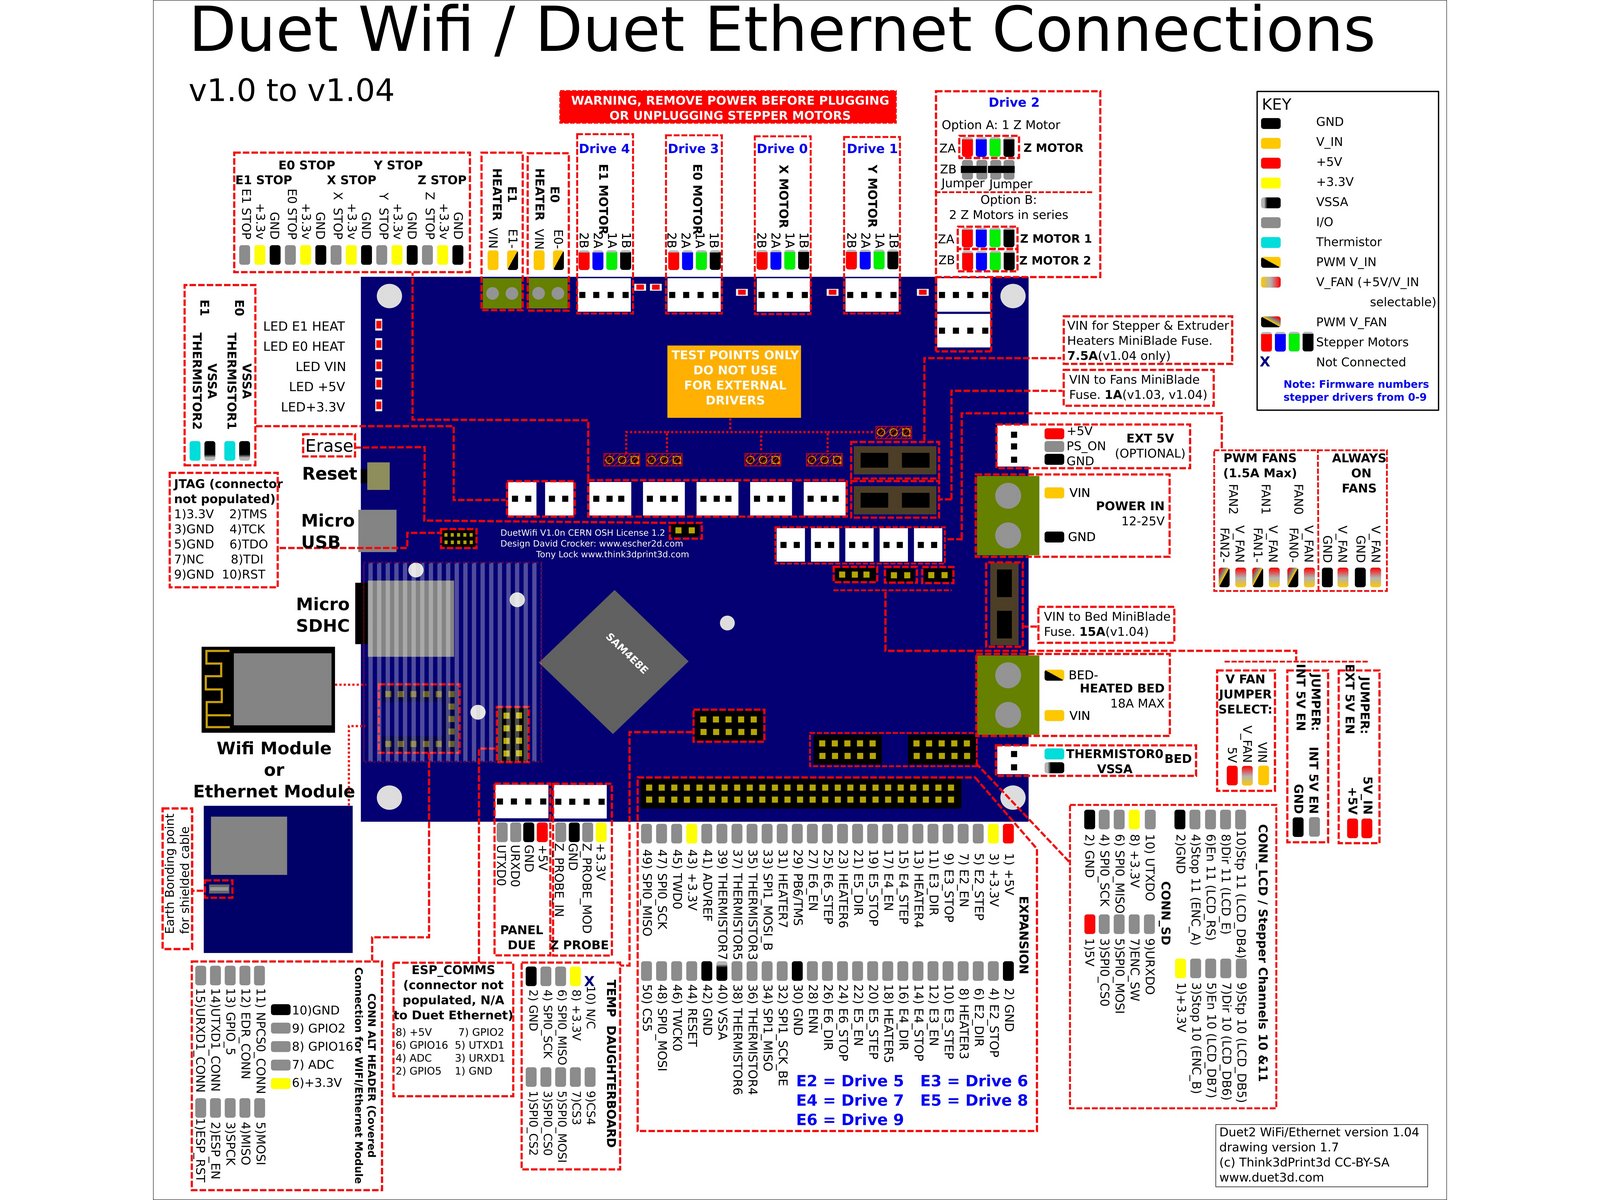 Duet Wifi / Duet Ethernet Connections
v1.0 to v1.04
WARNING, REMOVE POWER BEFORE PLUGGING
OR UNPLUGGING STEPPER MOTORS
E0 STOP Y STOP
E1 STOP X STOP Z STOP
E1 STOP
+3.3v
GND
E0 STOP
+3.3v
GND
X STOP
+3.3v
GND
Y STOP
+3.3v
GND
Z STOP
+3.3v
GND
E1
HEATER
VIN
E1-
E0
HEATER
VIN
E0-
Drive 4
E1 MOTOR
2B
2A
1A
1B
Drive 3
E0 MOTOR
2B
2A
1A
1B
Drive 0
X MOTOR
2B
2A
1A
1B
Drive 1
Y MOTOR
2B
2A
1A
1B
Drive 2
Option A: 1 Z Motor
ZA Z MOTOR
ZB
Jumper Jumper
Option B:
2 Z Motors in series
ZA Z MOTOR 1
ZB Z MOTOR 2
KEY
GND
V_IN
+5V
+3.3V
VSSA
I/O
Thermistor
PWM V_IN
V_FAN (+5V/V_IN
selectable)
PWM V_FAN
Stepper Motors
X Not Connected
Note: Firmware numbers
stepper drivers from 0-9
E1
E0
THERMISTOR2
VSSA
THERMISTOR1
VSSA
LED E1 HEAT
LED E0 HEAT
LED VIN
LED +5V
LED+3.3V
TEST POINTS ONLY
DO NOT USE
FOR EXTERNAL
DRIVERS
VIN for Stepper & Extruder
Heaters MiniBlade Fuse.
7.5A(v1.04 only)
VIN to Fans MiniBlade
Fuse. 1A(v1.03, v1.04)
+5V
PS_ON
GND
EXT 5V
(OPTIONAL)
VIN
POWER IN
12-25V
GND
PWM FANS
(1.5A Max)
ALWAYS
ON
FANS
FAN2
FAN1
FAN0
FAN2-
V_FAN
FAN1-
V_FAN
FAN0-
V_FAN
GND
V_FAN
GND
V_FAN
Erase
Reset
JTAG (connector
not populated)
1)3.3V 2)TMS
3)GND 4)TCK
5)GND 6)TDO
7)NC 8)TDI
9)GND 10)RST
Micro
USB
DuetWifi V1.0n CERN OSH License 1.2
Design David Crocker: www.escher2d.com
Tony Lock www.think3dprint3d.com
Micro
SDHC
SAM4E8E
VIN to Bed MiniBlade
Fuse. 15A(v1.04)
BED-
HEATED BED
18A MAX
VIN
THERMISTOR0
VSSA
BED
V FAN
JUMPER
SELECT:
5V
V_FAN
VIN
JUMPER:
INT 5V EN
GND
INT 5V EN
JUMPER:
EXT 5V EN
+5V
5V_IN
Wifi Module
or
Ethernet Module
Earth Bonding point
for shielded cable
UTXD0
URXD0
GND
+5V
PANEL
DUE
Z_PROBE_IN
GND
Z_PROBE_MOD
+3.3V
Z PROBE
49) SPI0_MISO
47) SPI0_SCK
45) TWD0
43) +3.3V
41) ADVREF
39) THERMISTOR7
37) THERMISTOR5
35) THERMISTOR3
33) SPI1_MOSI_B
31) HEATER7
29) PB6/TMS
27) E6_EN
25) E6_STEP
23) HEATER6
21) E5_DIR
19) E5_STOP
17) E4_EN
15) E4_STEP
13) HEATER4
11) E3_DIR
9) E3_STOP
7) E2_EN
5) E2_STEP
3) +3.3V
1) +5V
EXPANSION
50) CS5
48) SPI0_MOSI
46) TWCK0
44) RESET
42) GND
40) VSSA
38) THERMISTOR6
36) THERMISTOR4
34) SPI1_MISO
32) SPI1_SCK_BE
30) GND
28) ENN
26) E6_DIR
24) E6_STOP
22) E5_EN
20) E5_STEP
18) HEATER5
16) E4_DIR
14) E4_STOP
12) E3_EN
10) E3_STEP
8) HEATER3
6) E2_DIR
4) E2_STOP
2) GND
E2 = Drive 5 E3 = Drive 6
E4 = Drive 7 E5 = Drive 8
E6 = Drive 9
2) GND
4) SPI0_SCK
6) SPI0_MISO
8) +3.3V
10) UTXDO
CONN_SD
1)5V
3)SPI0_CS0
5)SPI0_MOSI
7)ENC_SW
9)URXDO
2)GND
4)Stop 11 (ENC_A)
6)En 11 (LCD_RS)
8)Dir 11 (LCD_E)
10)Stp 11 (LCD_DB4)
1)+3.3V
3)Stop 10 (ENC_B)
5)En 10 (LCD_DB7)
7)Dir 10 (LCD_DB6)
9)Stp 10 (LCD_DB5)
CONN_LCD / Stepper Channels 10 &11
15)URXD1_CONN
14)UTXD1_CONN
13) GPIO_5
12) EDR_CONN
11) NPCS0_CONN
10)GND
9) GPIO2
8) GPIO16
7) ADC
6)+3.3V
1)ESP_RST
2)ESP_EN
3)SPCK
4)MISO
5)MOSI
CONN ALT HEADER (Covered
Connection for WIFI/Ethernet Module
ESP_COMMS
(connector not
populated, N/A
to Duet Ethernet)
8) +5V 7) GPIO2
6) GPIO16 5) UTXD1
4) ADC 3) URXD1
2) GPIO5 1) GND
2) GND
4) SPI0_SCK
6) SPI0_MISO
8) +3.3V
X
10) N/C
1)SPI0_CS2
3)SPI0_CS0
5)SPI0_MOSI
7)CS3
9)CS4
TEMP DAUGHTERBOARD
Duet2 WiFi/Ethernet version 1.04
drawing version 1.7
(c) Think3dPrint3d CC-BY-SA
www.duet3d.com